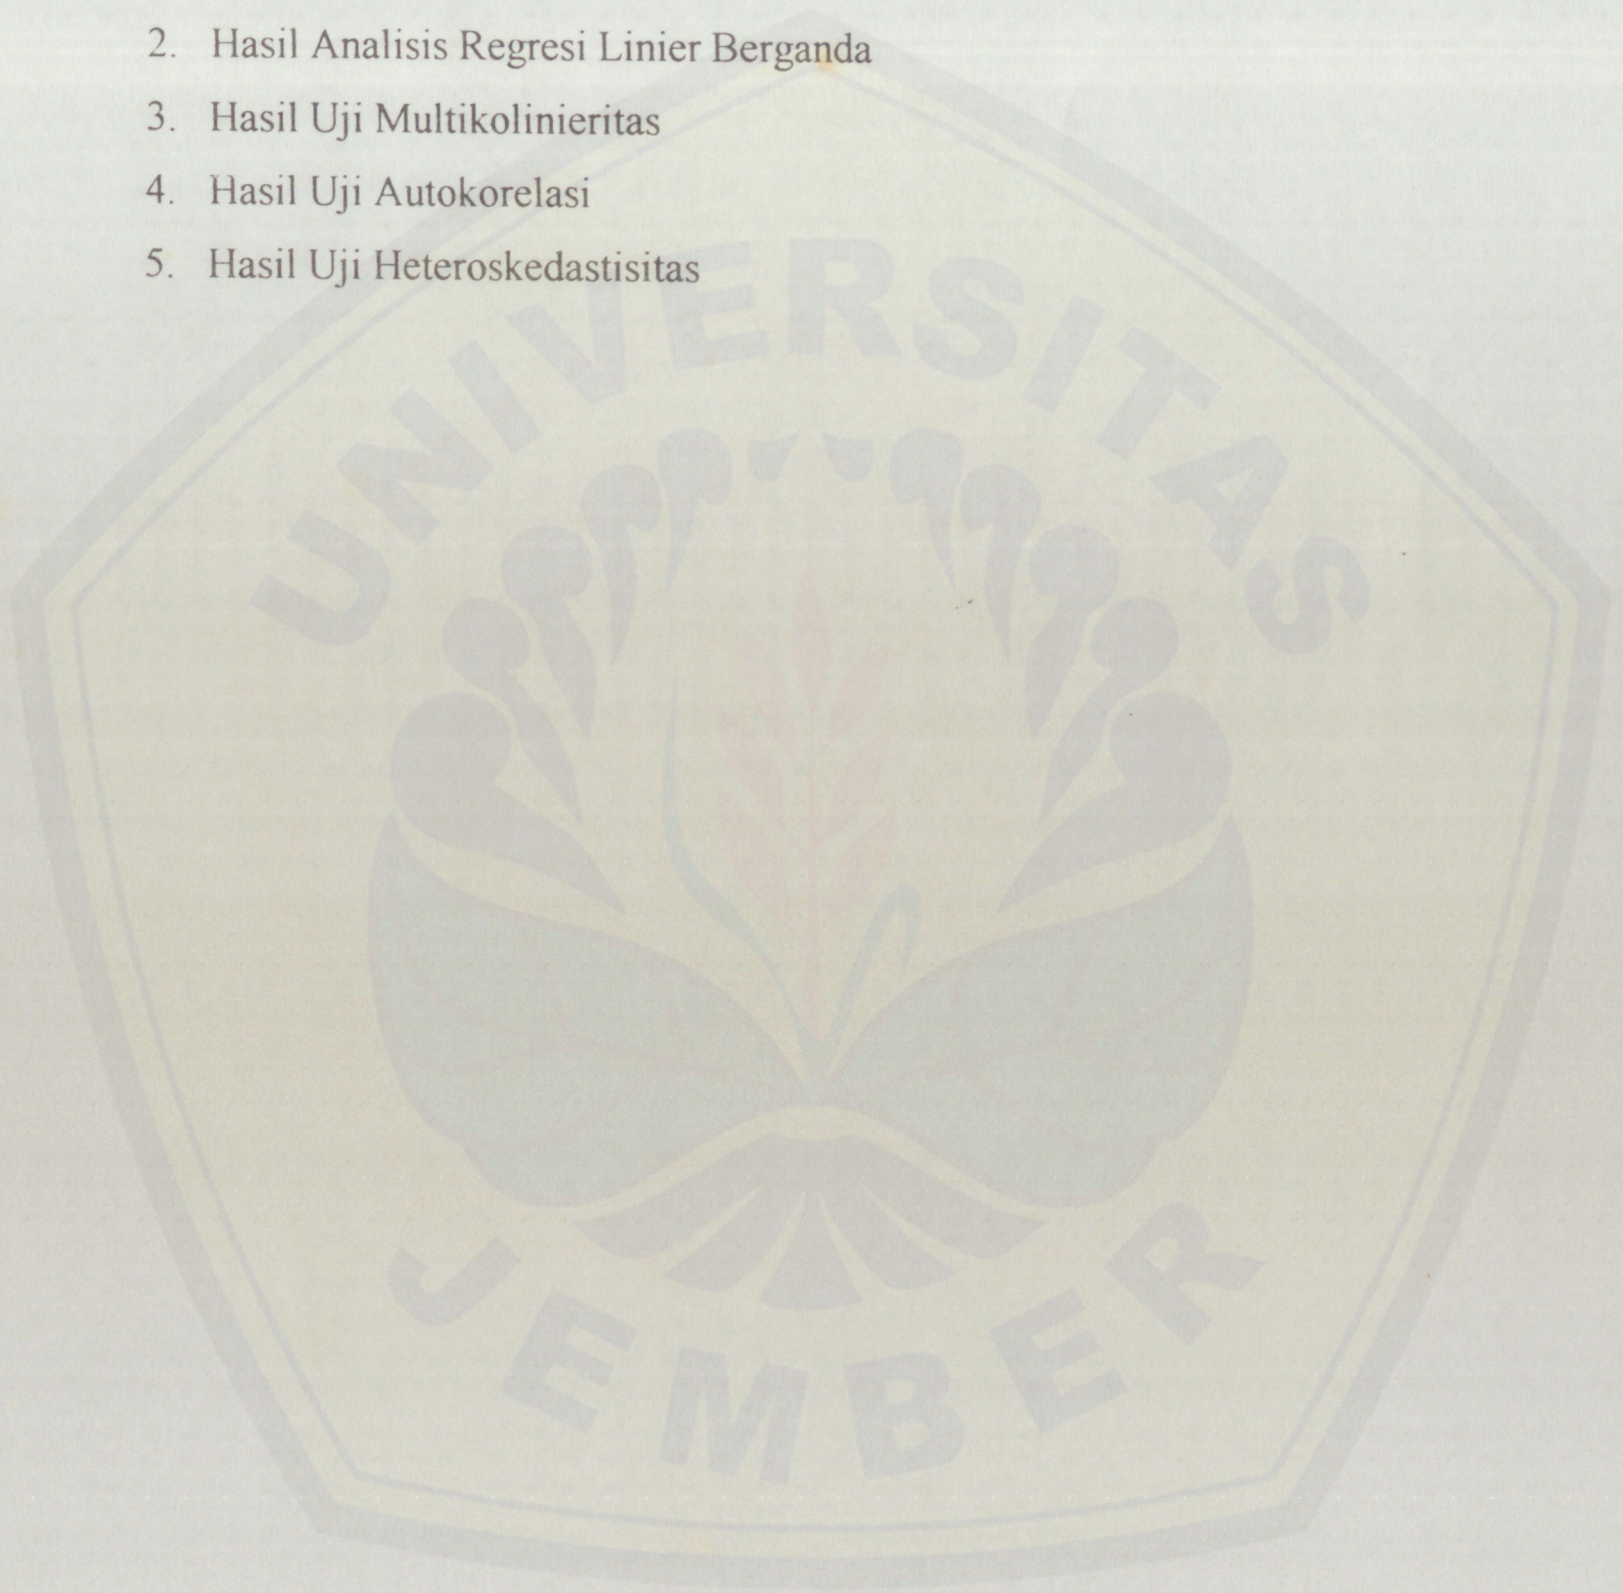 2. Hasil Analisis Regresi Linier Berganda
3. Hasil Uji Multikolinieritas
4. Hasil Uji Autokorelasi
5. Hasil Uji Heteroskedastisitas
UNIVERSITAS
JEMBER